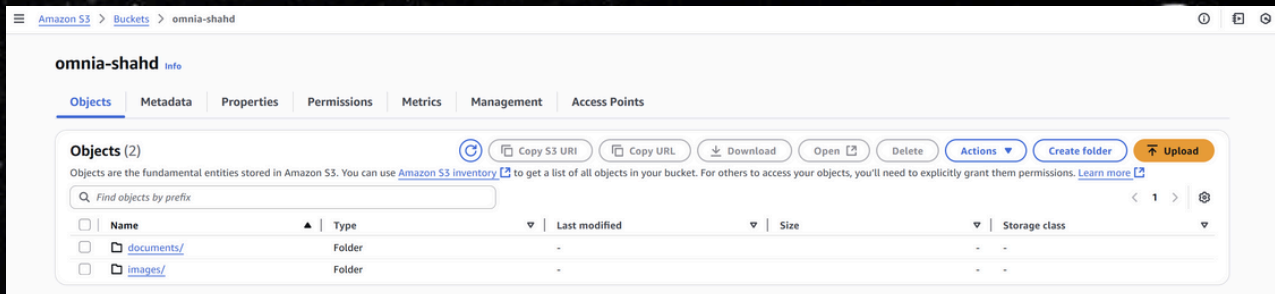 Amazon S3 > Buckets > omnia-shahd
omnia-shahd Info
Objects Metadata Properties Permissions Metrics Management Access Points
Objects (2) Copy S3 URI Copy URL Download Open Delete Actions Create folder Upload
Objects are the fundamental entities stored in Amazon S3. You can use Amazon S3 inventory to get a list of all objects in your bucket. For others to access your objects, you'll need to explicitly grant them permissions. Learn more
Find objects by prefix < 1 >
Name Type Last modified Size Storage class
documents/ Folder - - -
images/ Folder - - -